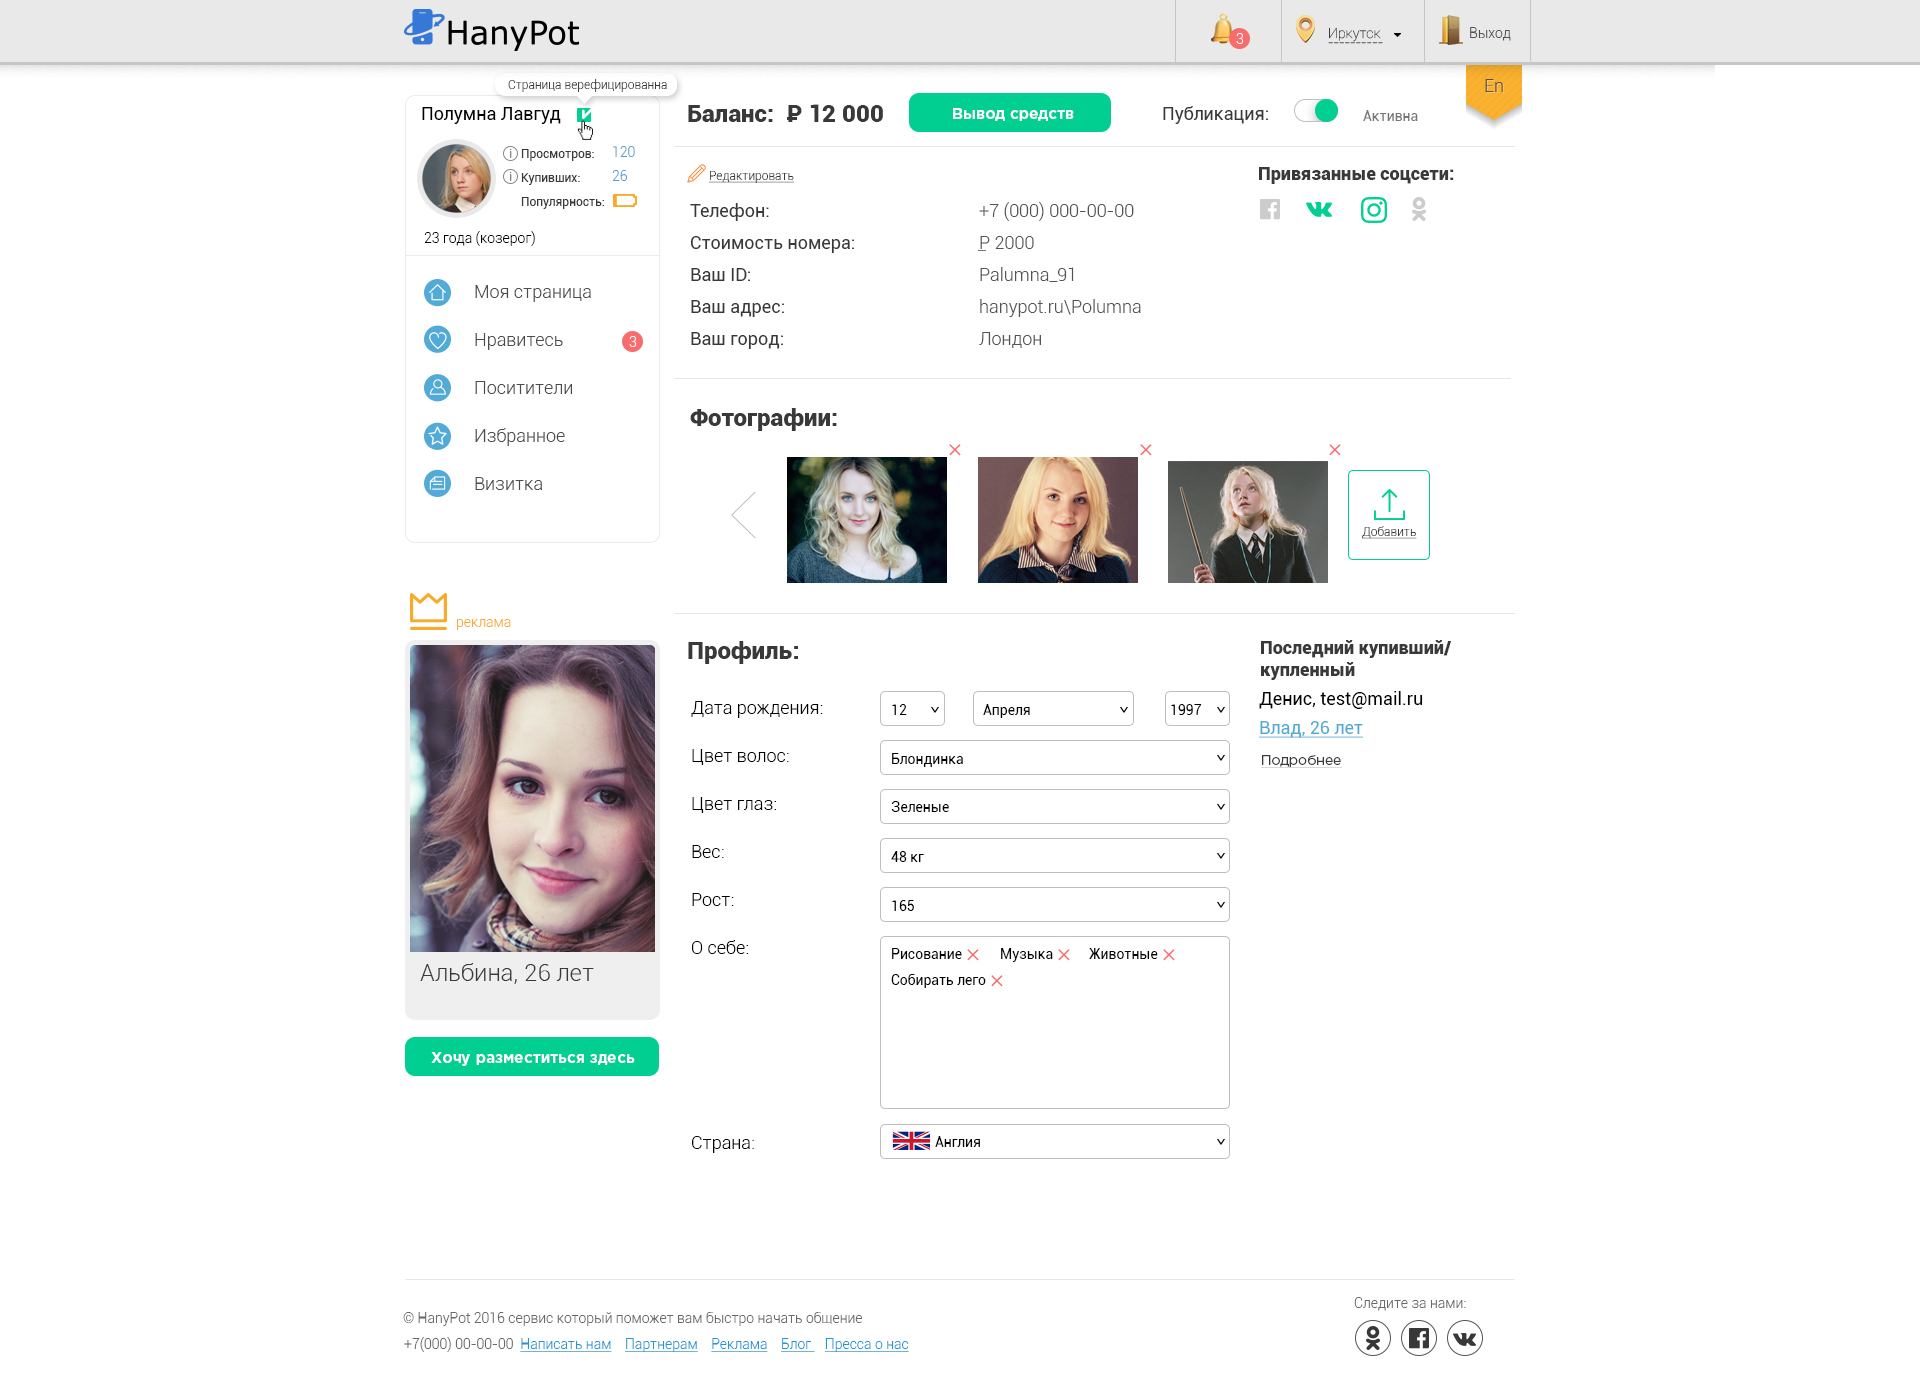 HanyPot
3
Иркутск
Выход
Страница верефицированна
En
Полумна Лавгуд
Просмотров: 120
Купивших: 26
Популярность:
23 года (козерог)
Моя страница
Нравитесь 3
Поситители
Избранное
Визитка
реклама
Альбина, 26 лет
Хочу разместиться здесь
Баланс: ₽ 12 000
Вывод средств
Публикация:
Активна
Редактировать
Телефон: +7 (000) 000-00-00
Стоимость номера: Р 2000
Ваш ID: Palumna_91
Ваш адрес: hanypot.ru\Polumna
Ваш город: Лондон
Привязанные соцсети:
Фотографии:
Добавить
Профиль:
Дата рождения: 12 Апреля 1997
Цвет волос: Блондинка
Цвет глаз: Зеленые
Вес: 48 кг
Рост: 165
О себе: Рисование Музыка Животные
Собирать лего
Страна: Англия
Последний купивший/
купленный
Денис, test@mail.ru
Влад, 26 лет
Подробнее
© HanyPot 2016 сервис который поможет вам быстро начать общение
+7(000) 00-00-00 Написать нам Партнерам Реклама Блог Пресса о нас
Следите за нами: